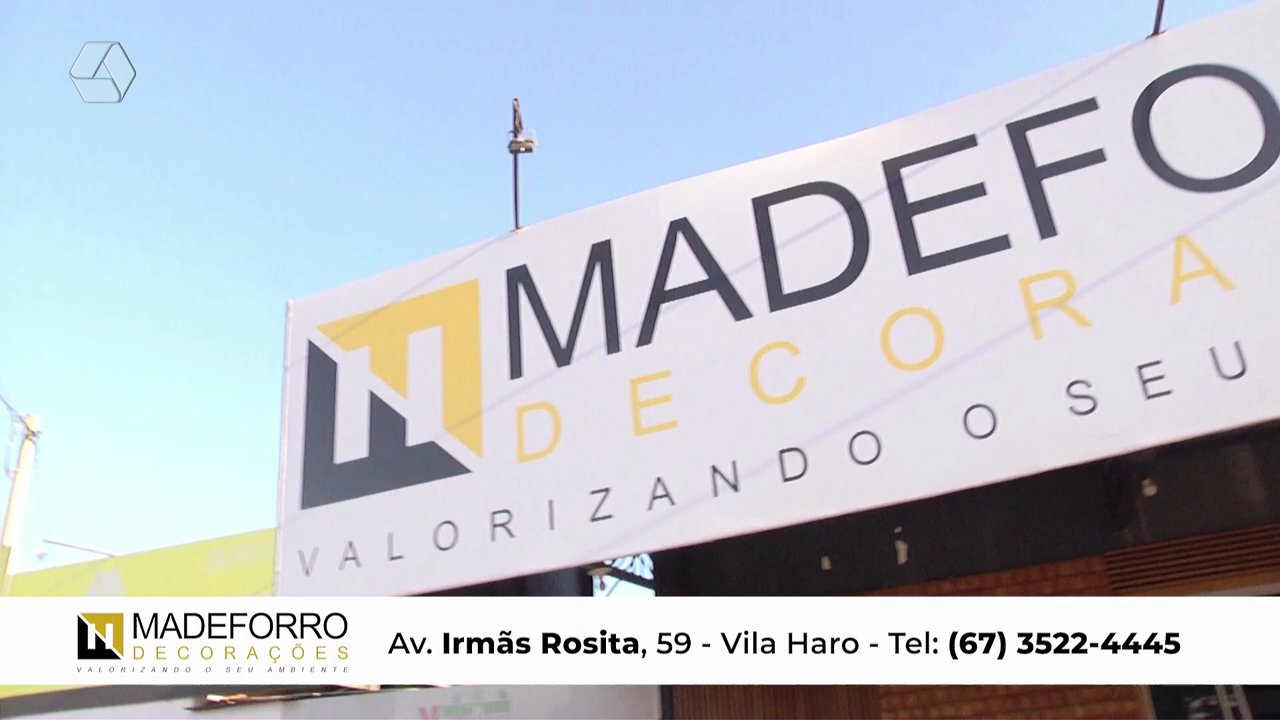 MADEFO
DECORA
VALORIZANDO O SEU
MADEFORRO
DECORAÇÕES
VALORIZANDO O SEU AMBIENTE
Av. Irmãs Rosita, 59 - Vila Haro - Tel: (67) 3522-4445